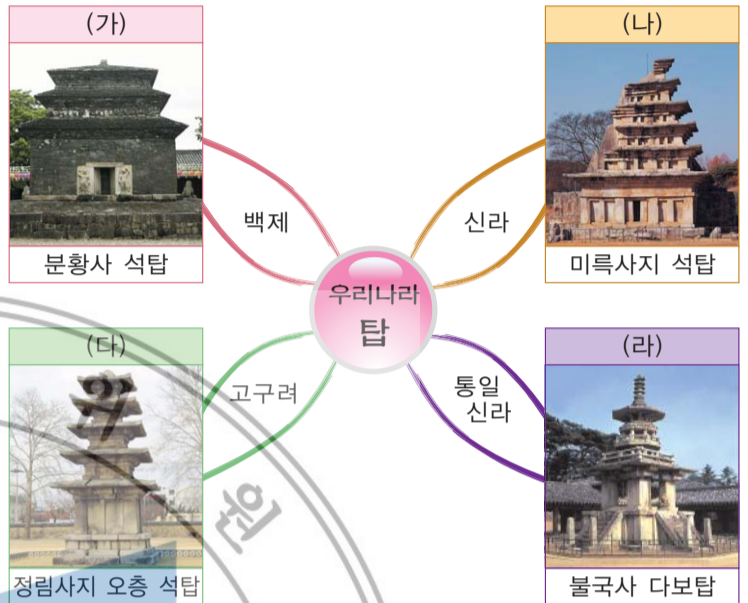 (가)
분황사 석탑
백제
(나)
미륵사지 석탑
신라
우리나라
탑
(다)
정림사지 오층 석탑
고구려
(라)
불국사 다보탑
통일
신라
원